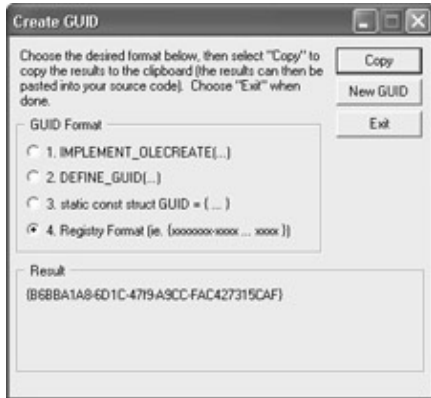 Create GUID
Choose the desired format below, then select "Copy" to
copy the results to the clipboard (the results can then be
pasted into your source code). Choose "Exit" when
done.
Copy
New GUID
Exit
GUID Format
1. IMPLEMENT_OLECREATE(...)
2. DEFINE_GUID(...)
3. static const struct GUID = { ... }
4. Registry Format (ie. {xxxxxxx-xxxx ... xxxx })
Result
{B6BBA1A8-6D1C-47f9-A9CC-FAC427315CAF}